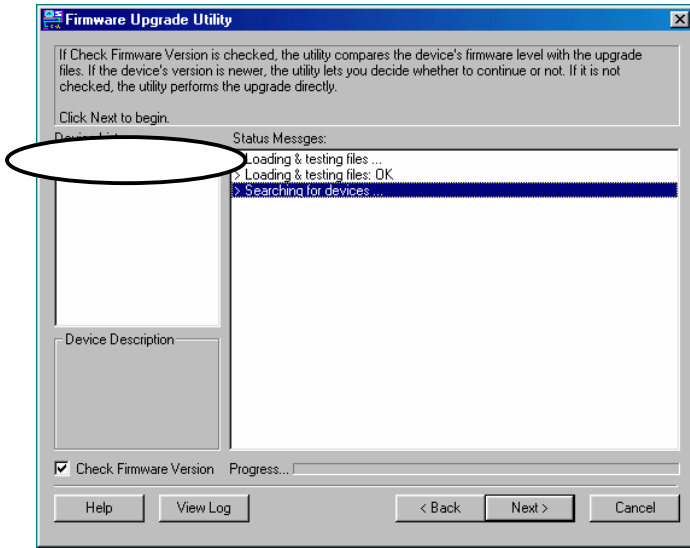 Firmware Upgrade Utility
If Check Firmware Version is checked, the utility compares the device's firmware level with the upgrade
files. If the device's version is newer, the utility lets you decide whether to continue or not. If it is not
checked, the utility performs the upgrade directly.
Click Next to begin.
Status Messges:
Loading & testing files ...
> Loading & testing files: OK
> Searching for devices ...
Device Description
Check Firmware Version Progress...
Help View Log < Back Next > Cancel